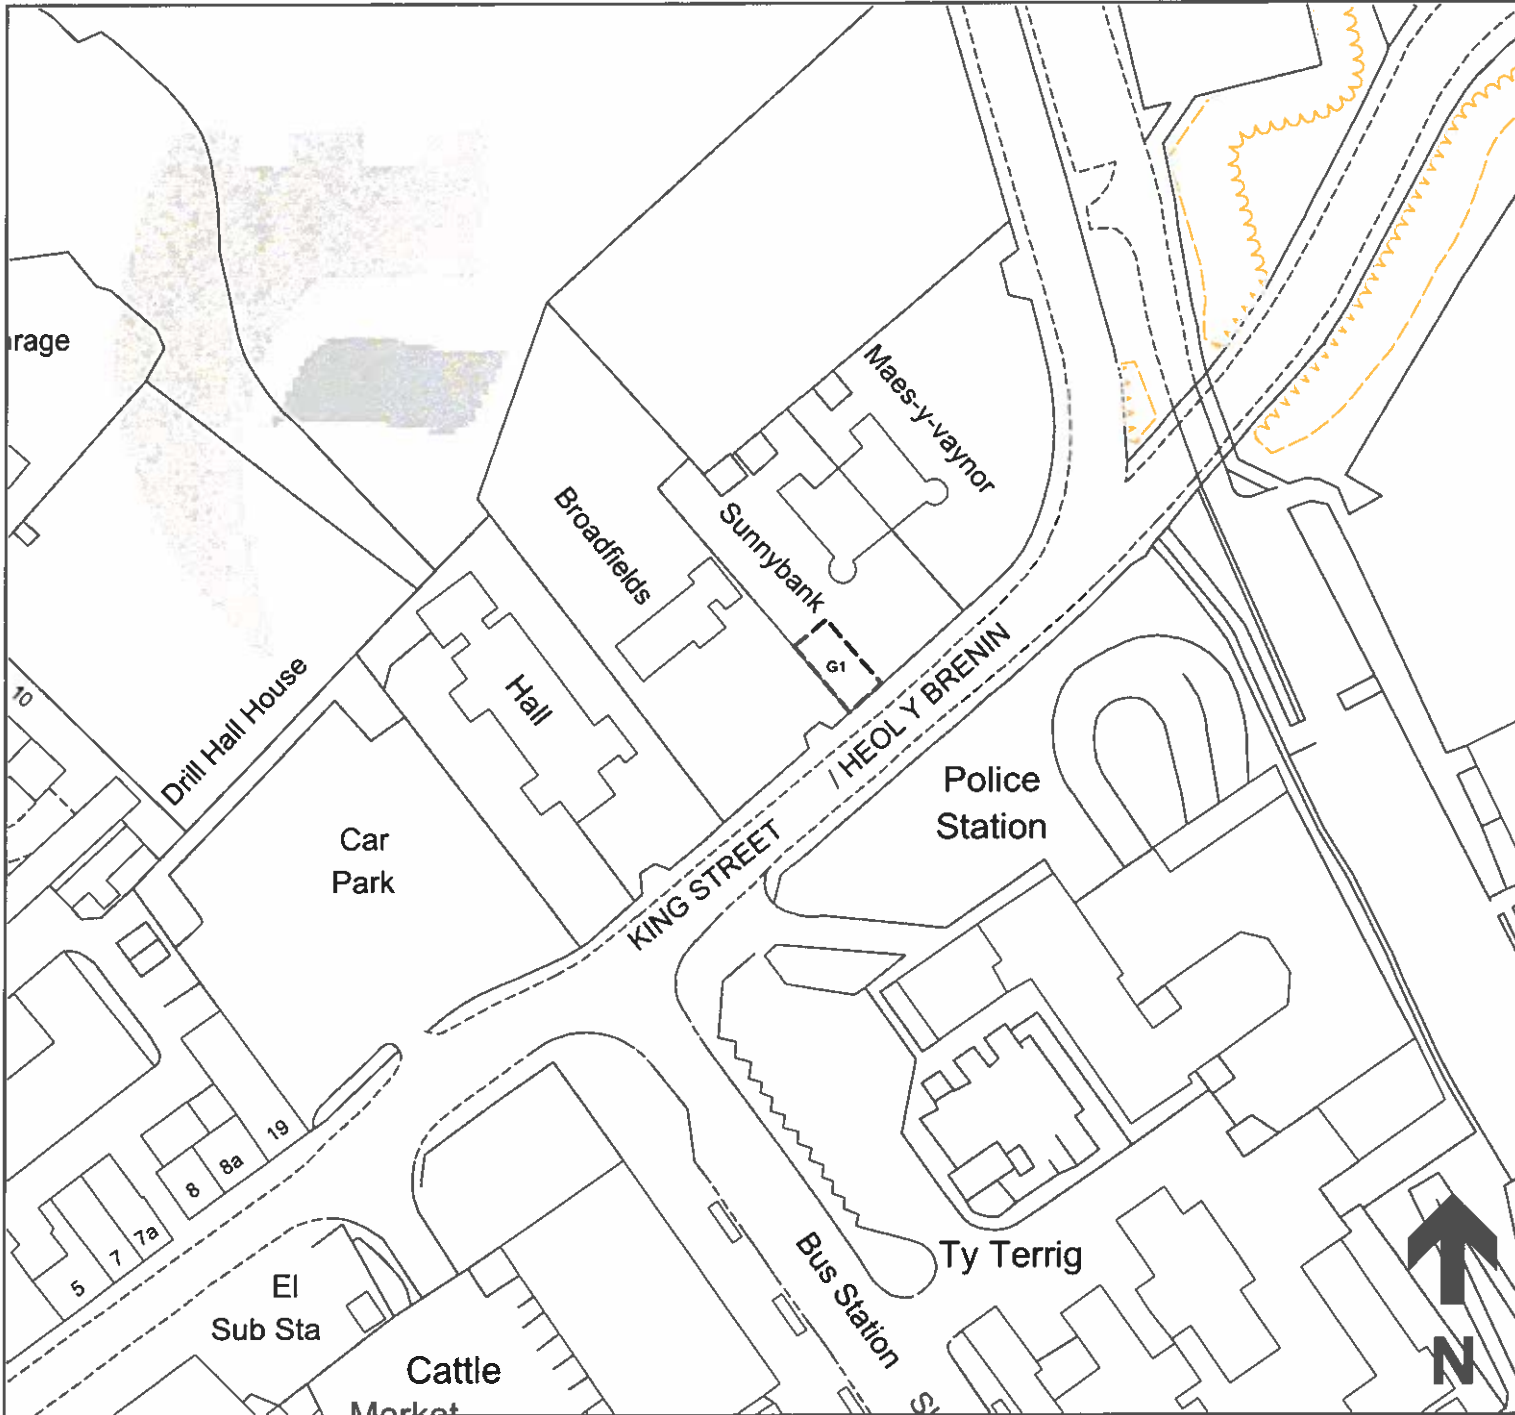 rage
Maes-y-vaynor
Sunnybank
Broadfields
G1
Hall
/ HEOL Y BRENIN
KING STREET
Drill Hall House
10
Car
Park
Police
Station
19
8a
8
7a
7
5
El
Sub Sta
Cattle
Market
Bus Station
Ty Terrig
N